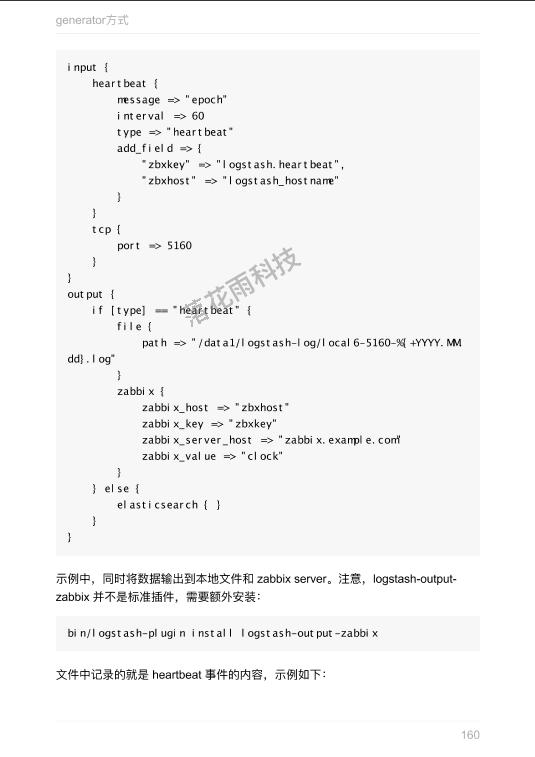 generator方式
input {
    heartbeat {
        message => "epoch"
        interval => 60
        type => "heartbeat"
        add_field => {
            "zbxkey" => "logstash.heartbeat",
            "zbxhost" => "logstash_hostname"
        }
    }
    tcp {
        port => 5160
    }
}
output {
    if [type] == "heartbeat" {
        file {
            path => "/data1/logstash-log/local6-5160-%{+YYYY.MM
dd}.log"
        }
        zabbix {
            zabbix_host => "zbxhost"
            zabbix_key => "zbxkey"
            zabbix_server_host => "zabbix.example.com"
            zabbix_value => "clock"
        }
    } else {
        elasticsearch { }
    }
}
落花雨科技
示例中，同时将数据输出到本地文件和 zabbix server。注意，logstash-output-
zabbix 并不是标准插件，需要额外安装：
bin/logstash-plugin install logstash-output-zabbix
文件中记录的就是 heartbeat 事件的内容，示例如下：
160